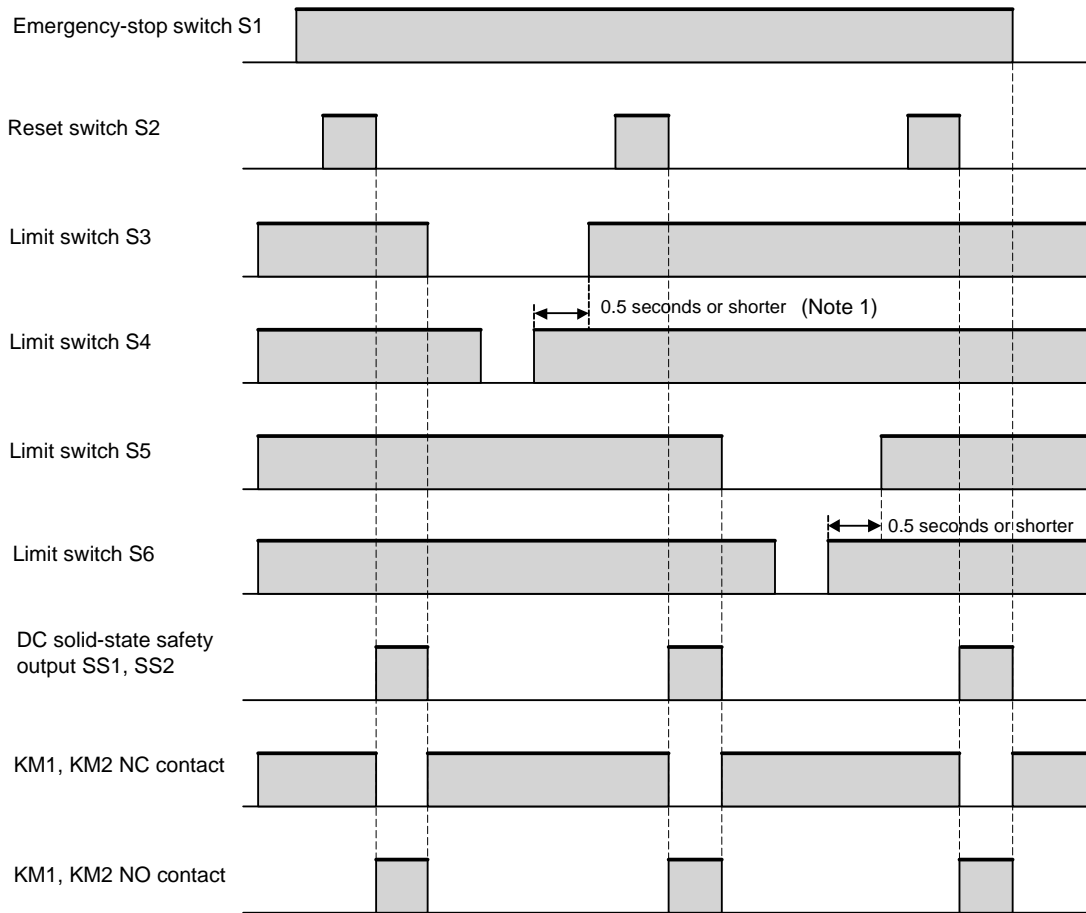 Emergency-stop switch S1
Reset switch S2
Limit switch S3
0.5 seconds or shorter (Note 1)
Limit switch S4
Limit switch S5
0.5 seconds or shorter
Limit switch S6
DC solid-state safety
output SS1, SS2
KM1, KM2 NC contact
KM1, KM2 NO contact